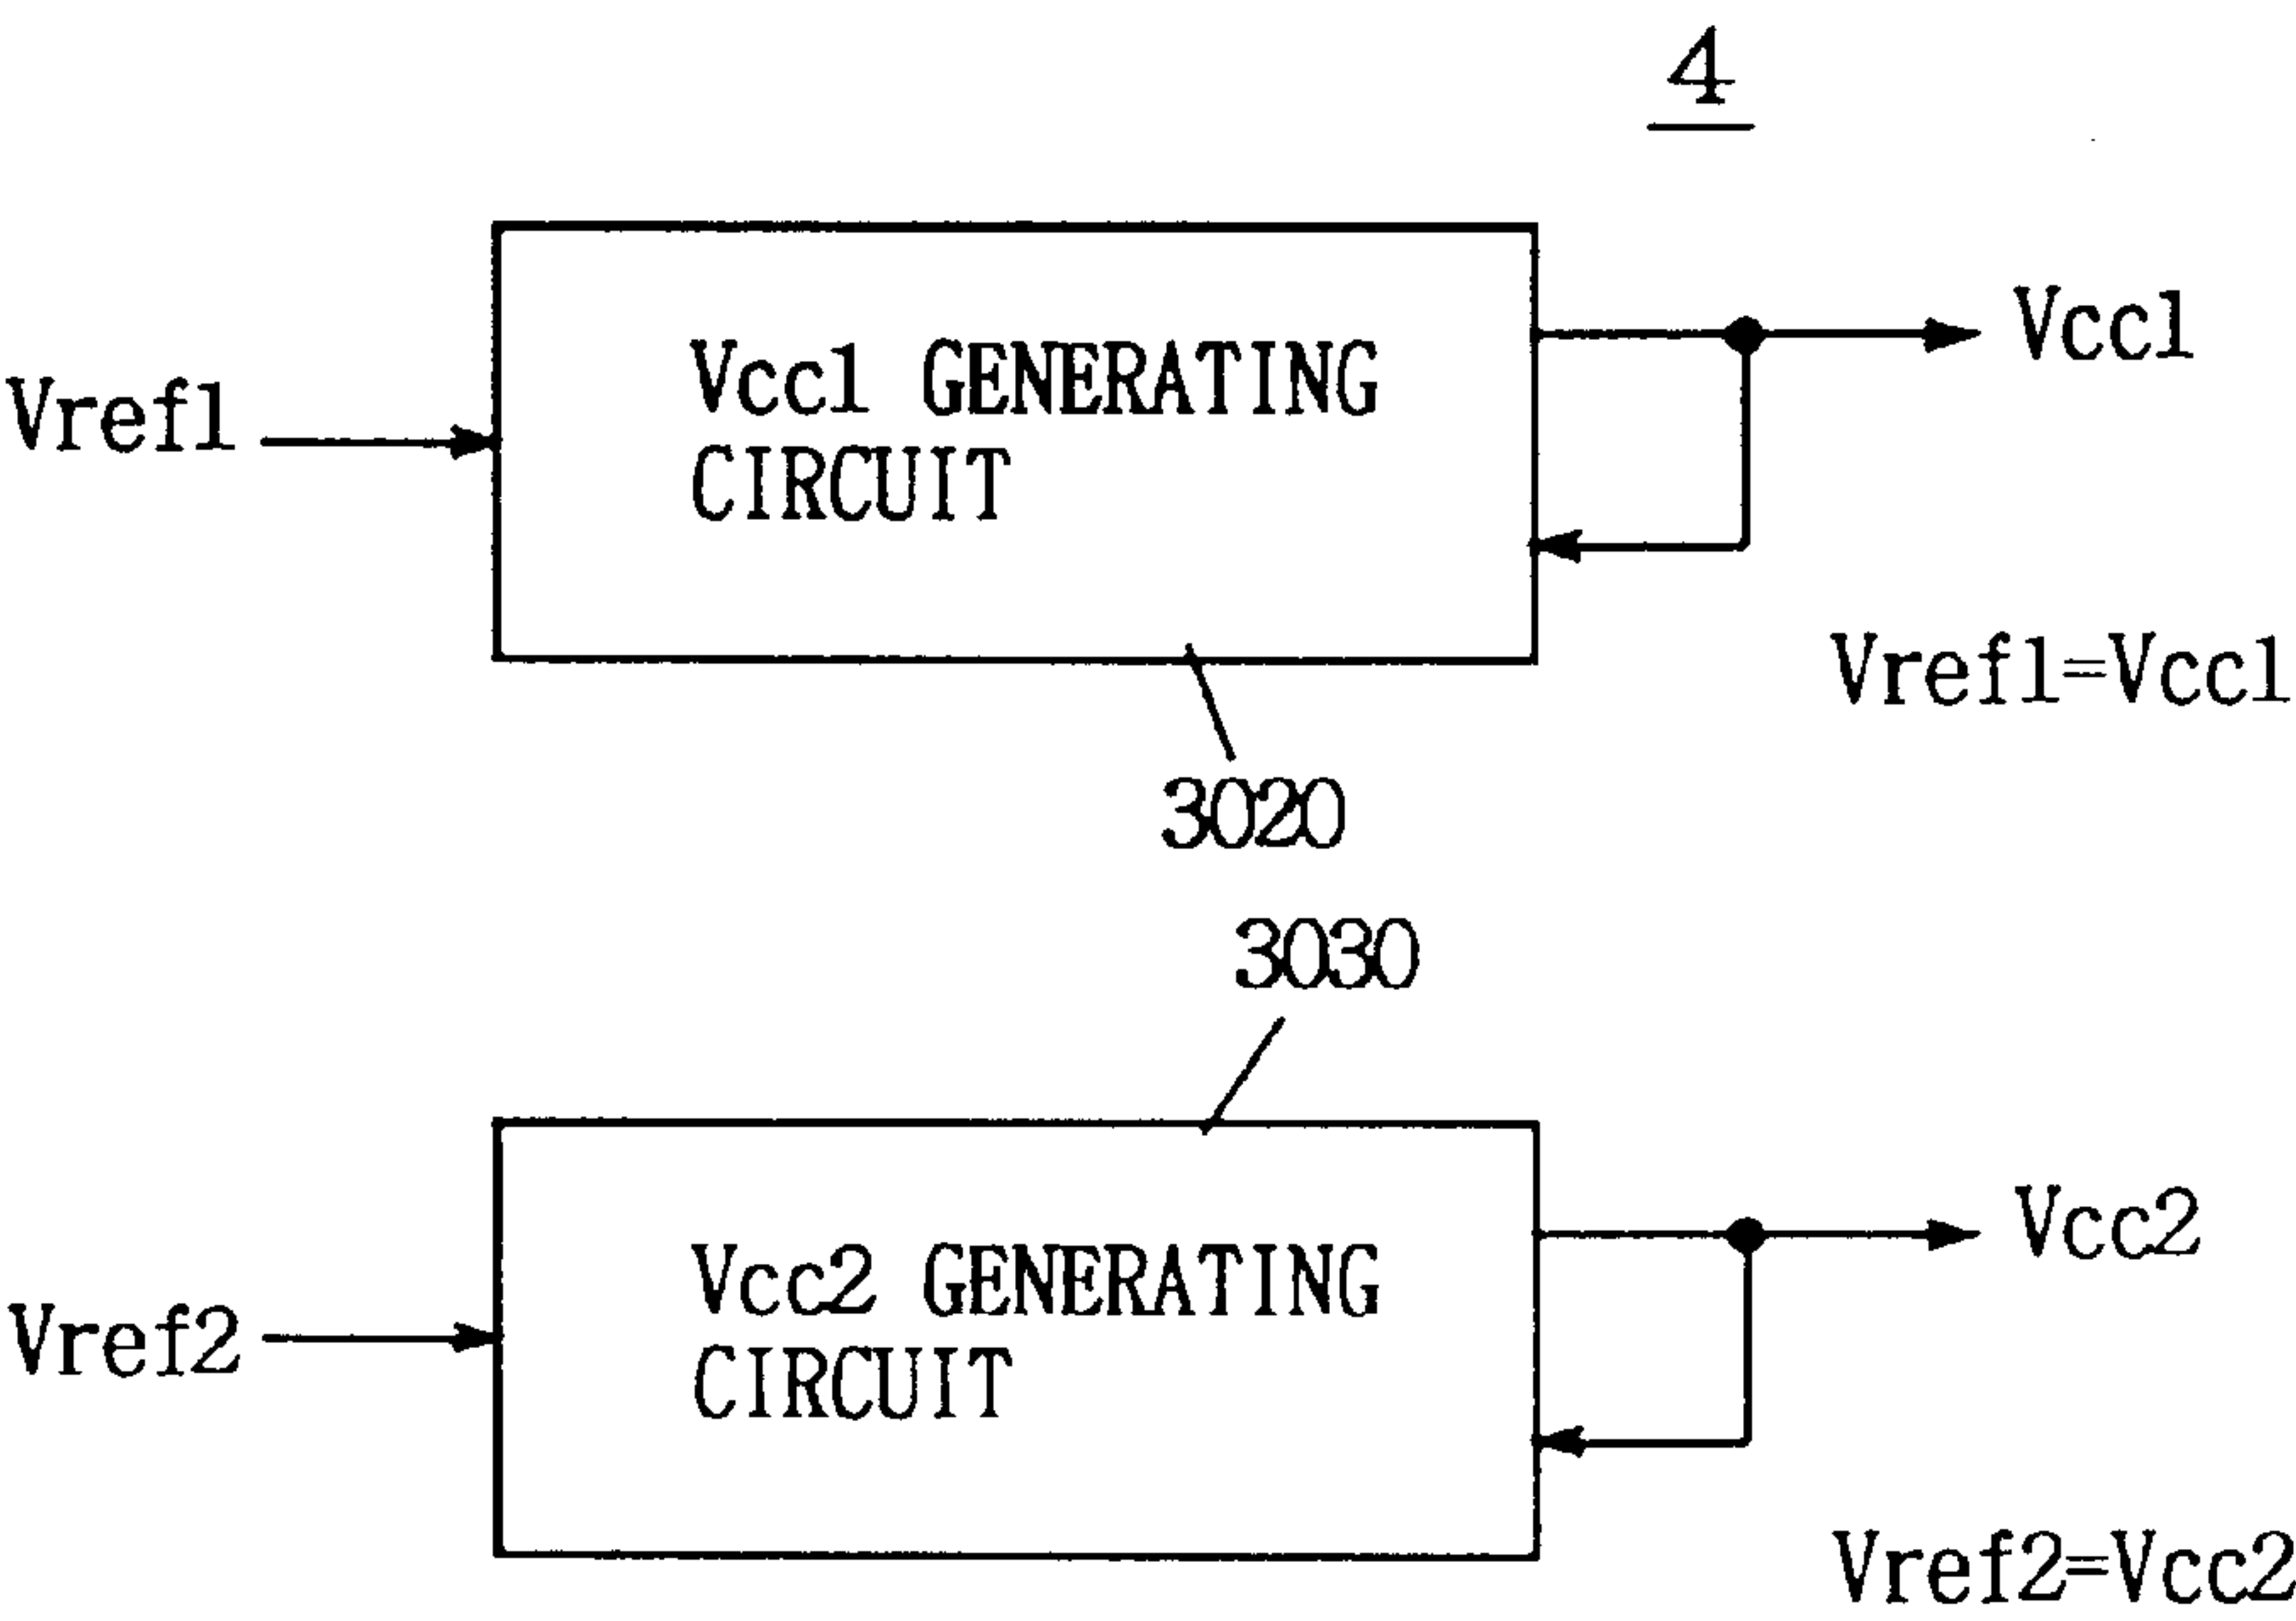 4
Vcc1 GENERATING
CIRCUIT
Vref1
Vcc1
Vref1=Vcc1
3020
3030
Vcc2 GENERATING
CIRCUIT
Vref2
Vcc2
Vref2=Vcc2